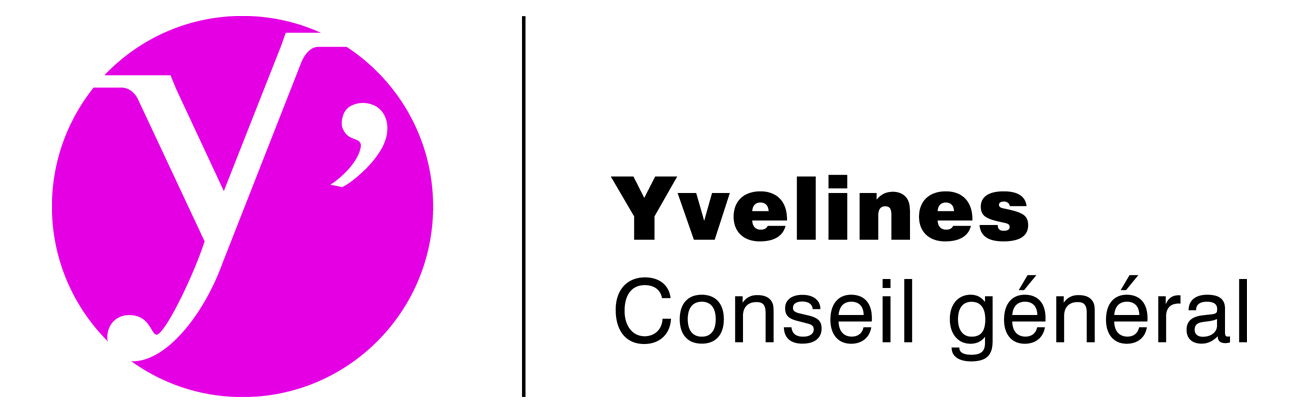 y’
Yvelines
Conseil général